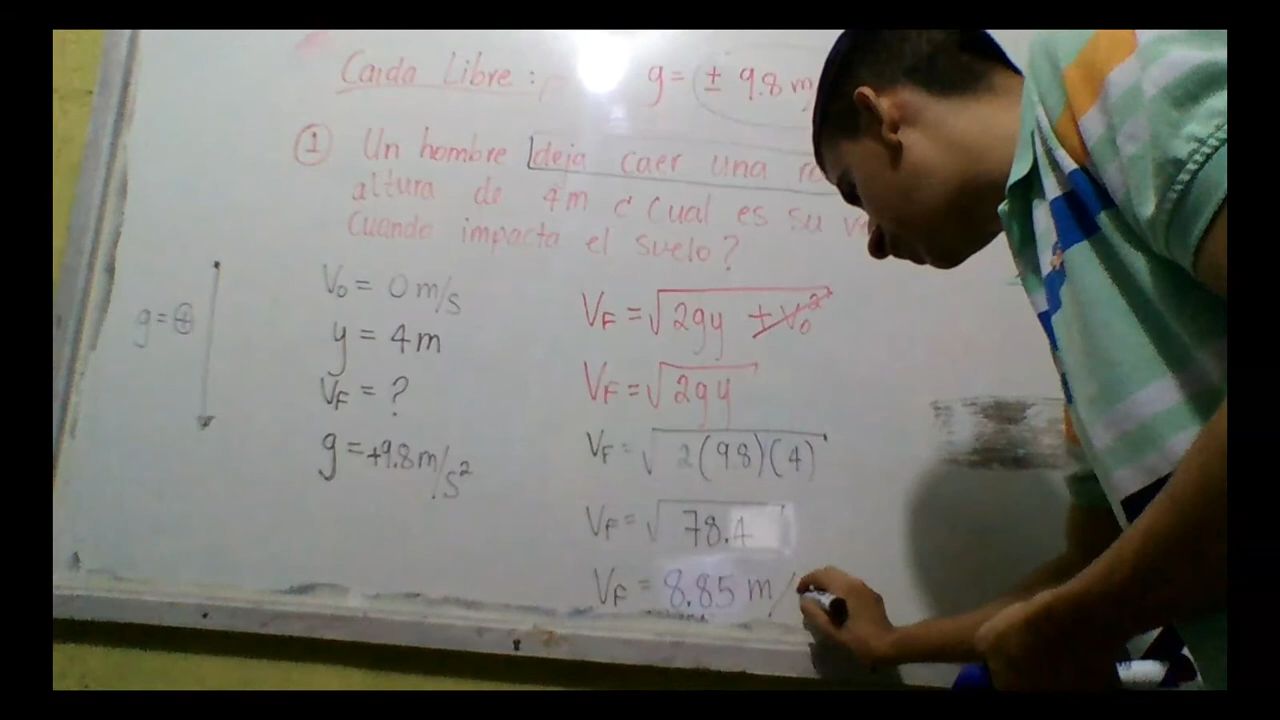 Caida Libre:
g= ± 9.8 m
① Un hombre deja caer una
altura de 4m ¿Cual es su
Cuando impacta el suelo?
g=⊕
V₀ = 0 m/s
y = 4m
VF = ?
g=+9.8m/s²
VF =√2gy ±V₀²
VF =√2gy
VF = √2(9.8)(4)
VF = √78.4
VF = 8.85 m/